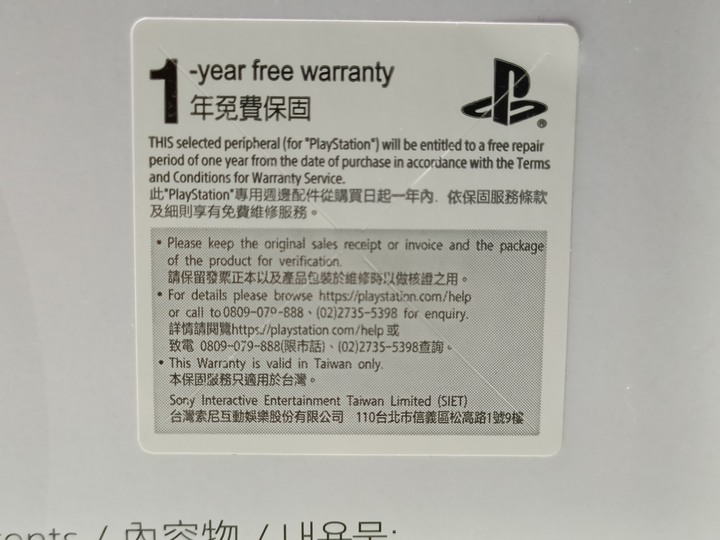 1-year free warranty
年免費保固
THIS selected peripheral (for "PlayStation") will be entitled to a free repair
period of one year from the date of purchase in accordance with the Terms
and Conditions for Warranty Service.
此"PlayStation"專用週邊配件從購買日起一年內，依保固服務條款
及細則享有免費維修服務。
• Please keep the original sales receipt or invoice and the package
of the product for verification.
請保留發票正本以及產品包裝於維修時以做核證之用。
• For details please browse https://playstation.com/help
or call to 0809-079-888、(02)2735-5398 for enquiry.
詳情請閱覽https://playstation.com/help 或
致電 0809-079-888(限市話)、(02)2735-5398查詢。
• This Warranty is valid in Taiwan only.
本保固服務只適用於台灣。
Sony Interactive Entertainment Taiwan Limited (SIET)
台灣索尼互動娛樂股份有限公司 110台北市信義區松高路1號9樓
ents / 內容物 / 내용물: